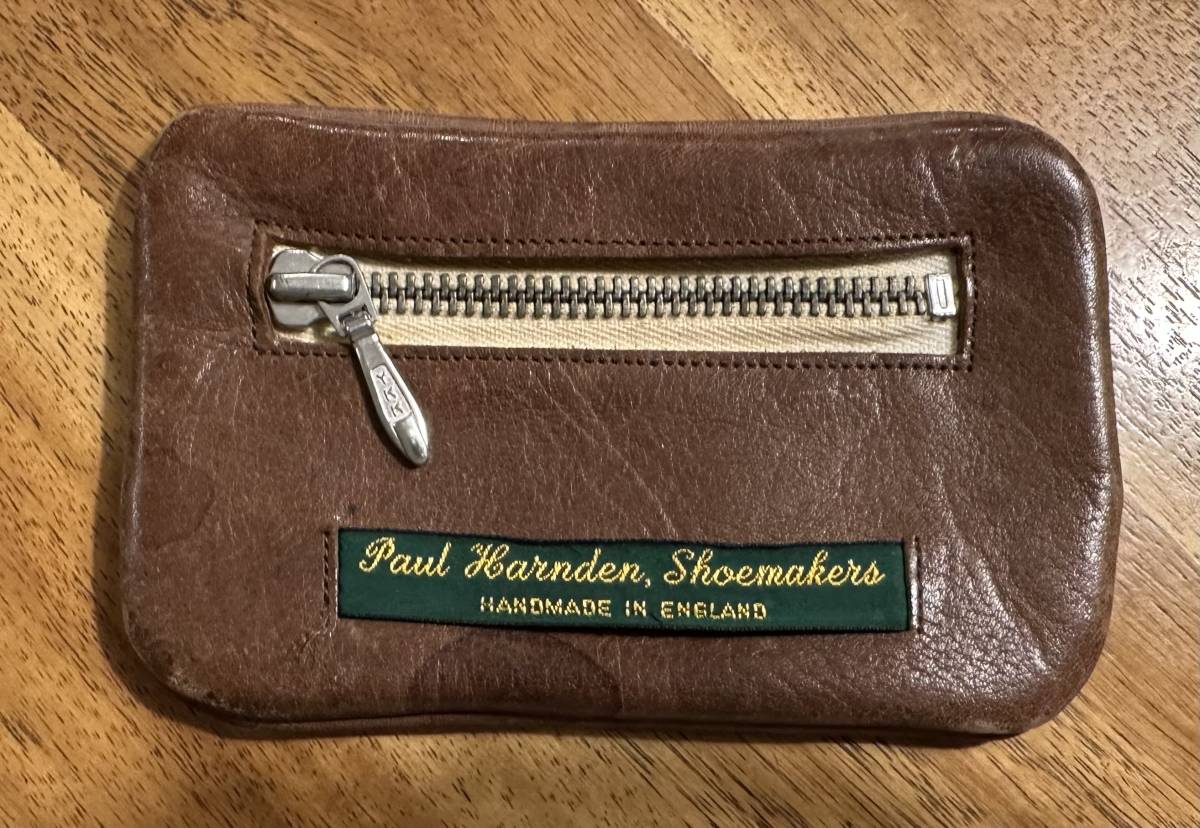 Paul Harnden, Shoemakers
HANDMADE IN ENGLAND